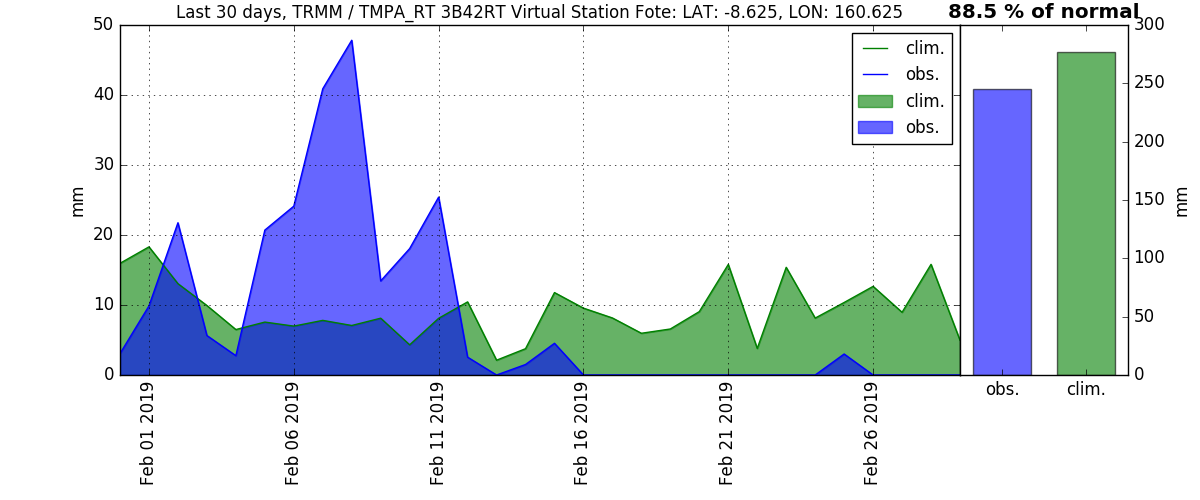 Last 30 days, TRMM / TMPA_RT 3B42RT Virtual Station Fote: LAT: -8.625, LON: 160.625
88.5 % of normal
50
40
30
20
10
0
mm
clim.
obs.
clim.
obs.
300
250
200
150
100
50
0
mm
obs.
clim.
Feb 01 2019
Feb 06 2019
Feb 11 2019
Feb 16 2019
Feb 21 2019
Feb 26 2019